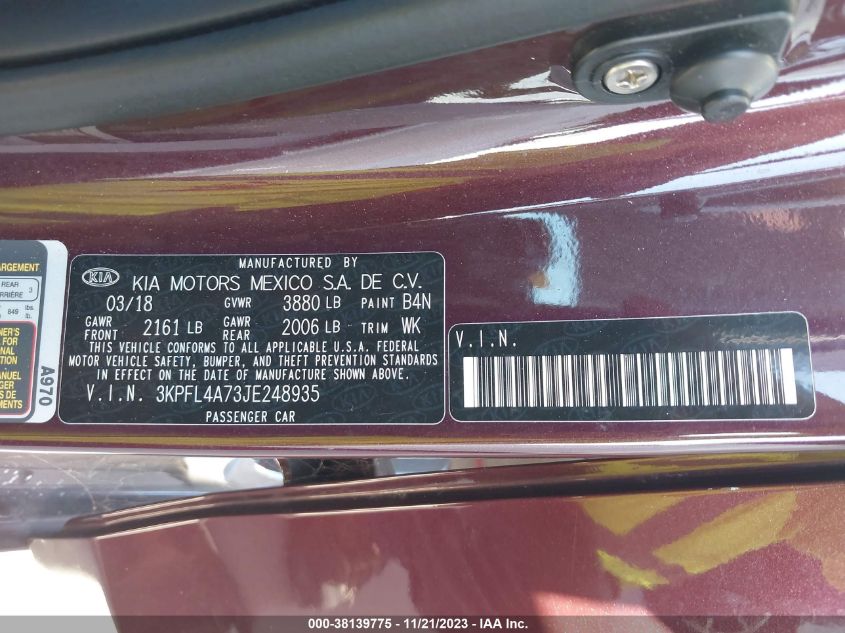 ARGEMENT
REAR 3
849 lbs.
lb.
A970
MANUFACTURED BY
KIA KIA MOTORS MEXICO S.A. DE C.V.
03/18 GVWR 3880 LB PAINT B4N
GAWR FRONT 2161 LB GAWR REAR 2006 LB TRIM WK
THIS VEHICLE CONFORMS TO ALL APPLICABLE U.S.A. FEDERAL
MOTOR VEHICLE SAFETY, BUMPER, AND THEFT PREVENTION STANDARDS
IN EFFECT ON THE DATE OF MANUFACTURE SHOWN ABOVE.
V.I.N. 3KPFL4A73JE248935
PASSENGER CAR
V.I.N.
000-38139775 - 11/21/2023 - IAA Inc.